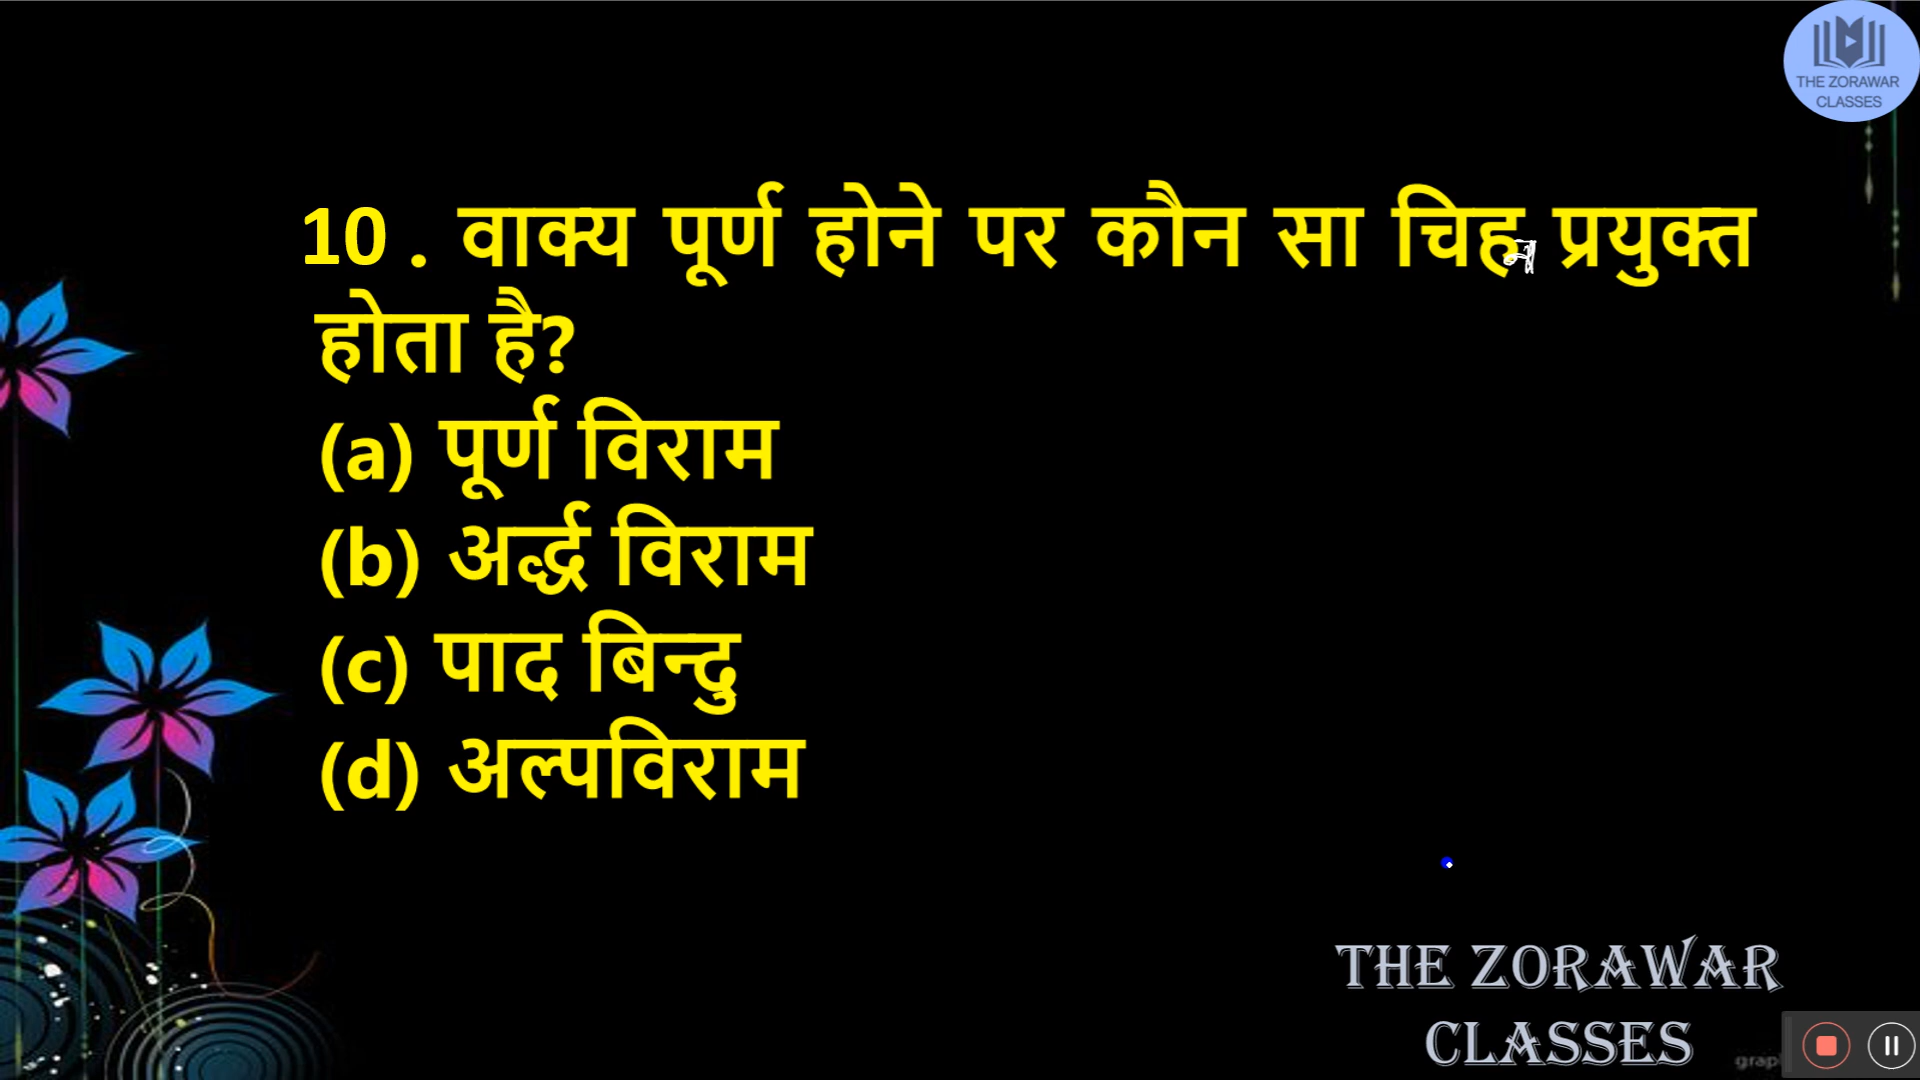 THE ZORAWAR
CLASSES
10 . वाक्य पूर्ण होने पर कौन सा चिह्न प्रयुक्त
होता है?
(a) पूर्ण विराम
(b) अर्द्ध विराम
(c) पाद बिन्दु
(d) अल्पविराम
THE ZORAWAR
CLASSES